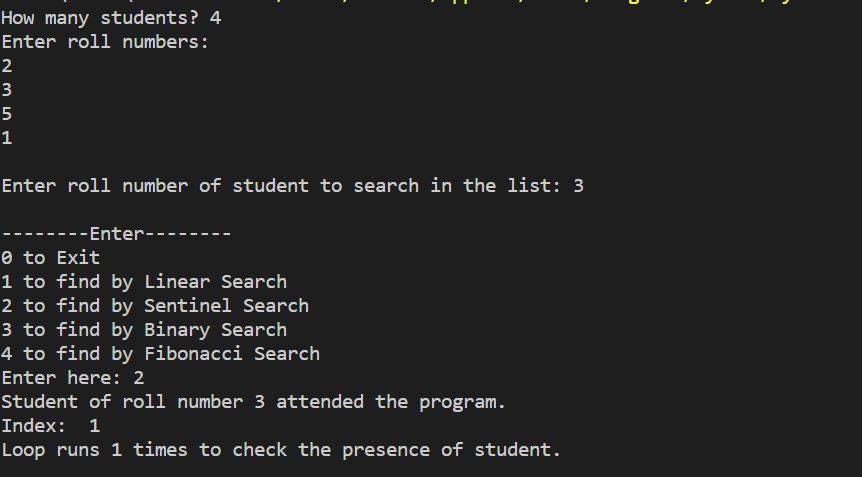 How many students? 4
Enter roll numbers:
2
3
5
1
Enter roll number of student to search in the list: 3
--------Enter--------
0 to Exit
1 to find by Linear Search
2 to find by Sentinel Search
3 to find by Binary Search
4 to find by Fibonacci Search
Enter here: 2
Student of roll number 3 attended the program.
Index:  1
Loop runs 1 times to check the presence of student.